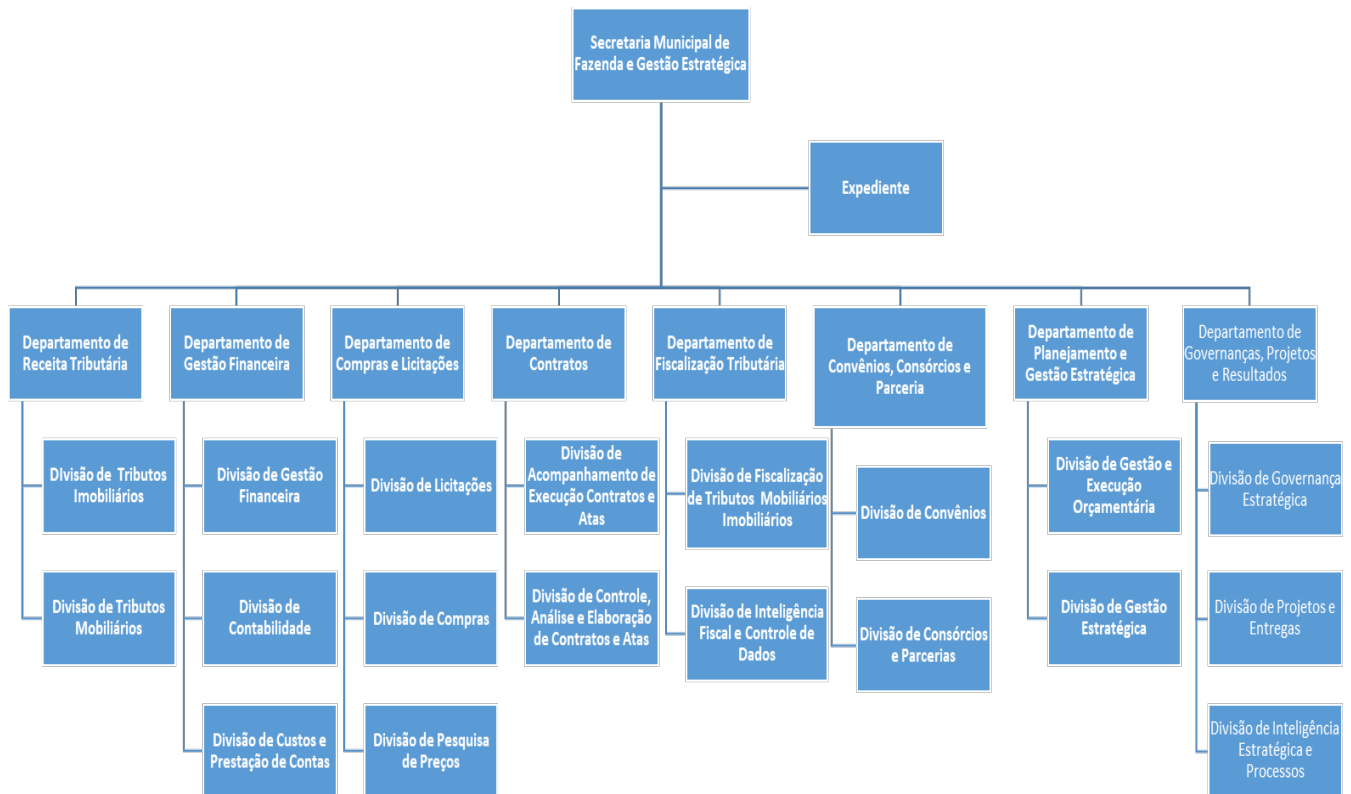 Secretaria Municipal de
Fazenda e Gestão Estratégica
Expediente
Departamento de
Receita Tributária
Departamento de
Gestão Financeira
Departamento de
Compras e Licitações
Departamento de
Contratos
Departamento de
Fiscalização Tributária
Departamento de
Convênios, Consórcios e
Parceria
Departamento de
Planejamento e
Gestão Estratégica
Departamento de
Governanças, Projetos
e Resultados
DIvisão de Tributos
Imobiliários
Divisão de Gestão
Financeira
Divisão de Licitações
Divisão de
Acompanhamento de
Execução Contratos e
Atas
Divisão de Fiscalização
de Tributos Mobiliários
Imobiliários
Divisão de Convênios
Divisão de Gestão e
Execução
Orçamentária
Divisão de Governança
Estratégica
Divisão de Tributos
Mobiliários
Divisão de
Contabilidade
Divisão de Compras
Divisão de Controle,
Análise e Elaboração
de Contratos e Atas
Divisão de Inteligência
Fiscal e Controle de
Dados
Divisão de Consórcios
e Parcerias
Divisão de Gestão
Estratégica
Divisão de Projetos e
Entregas
Divisão de Custos e
Prestação de Contas
Divisão de Pesquisa
de Preços
Divisão de Inteligência
Estratégica e
Processos